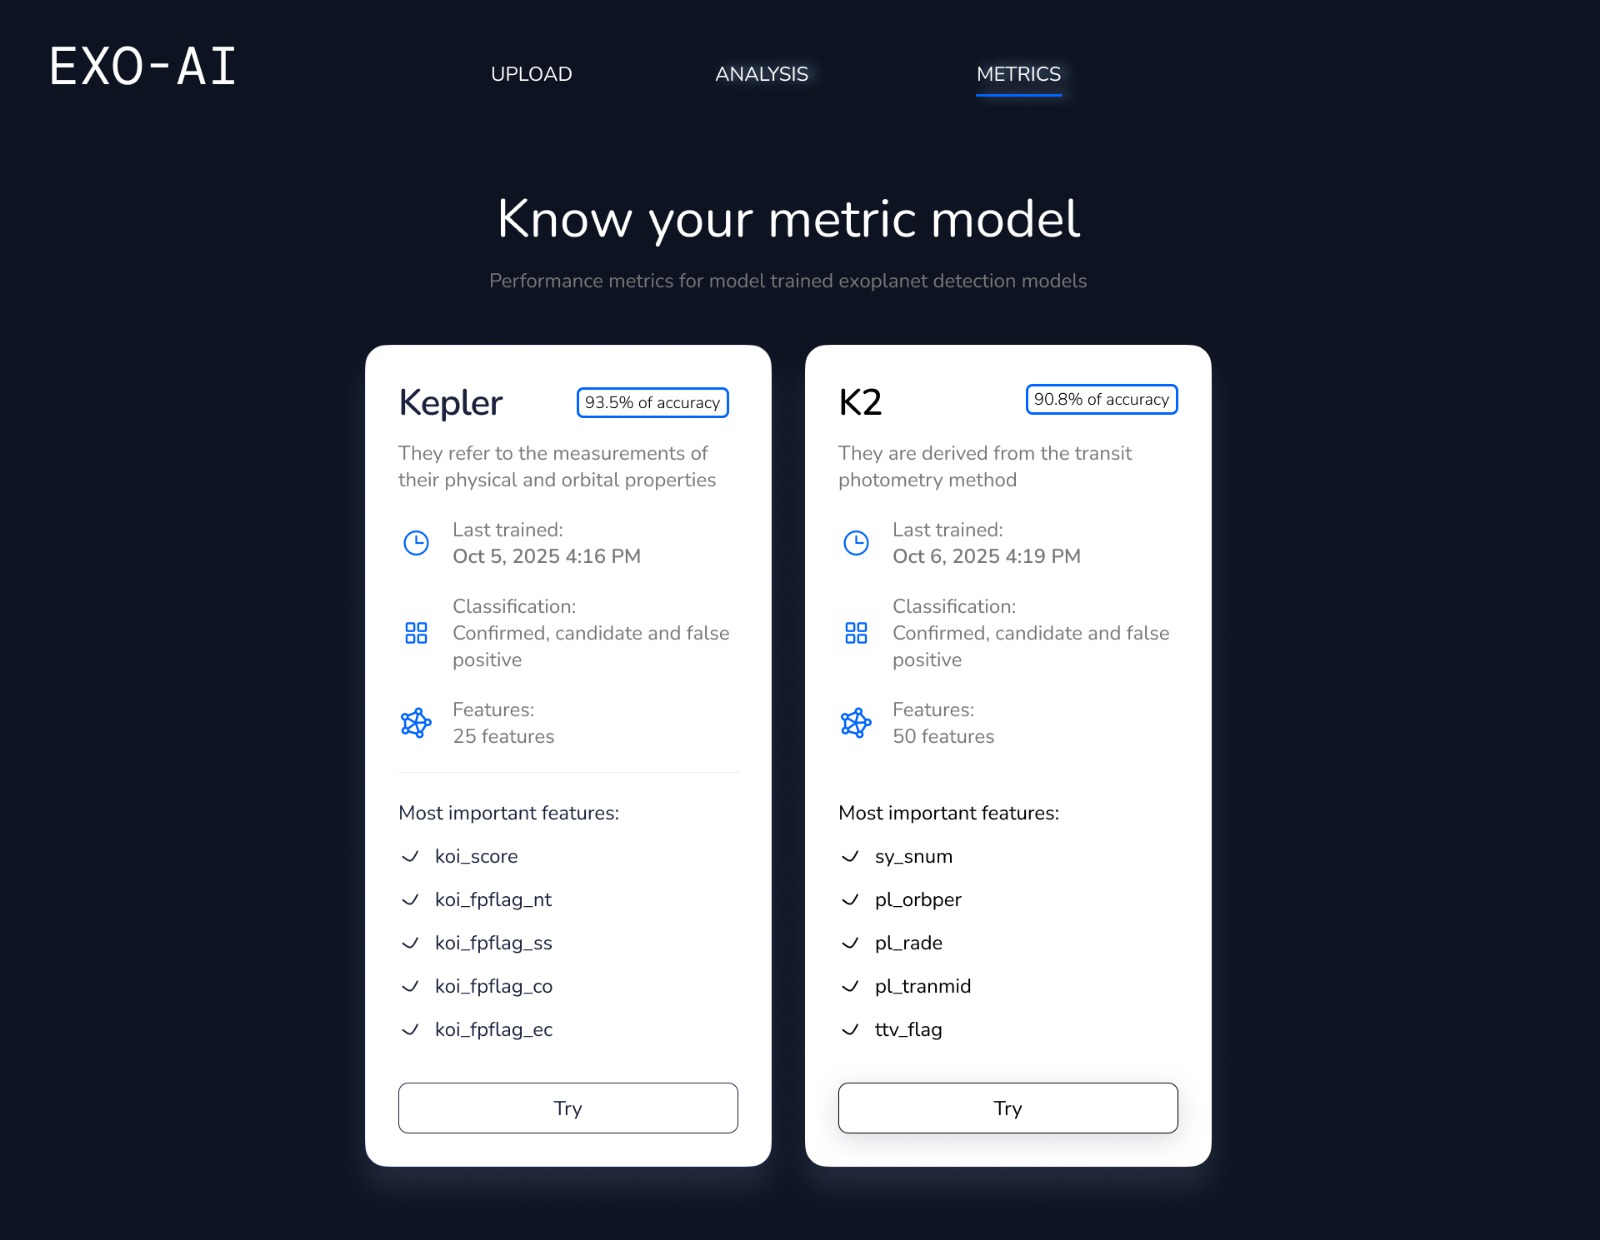 EXO-AI
UPLOAD
ANALYSIS
METRICS
Know your metric model
Performance metrics for model trained exoplanet detection models
Kepler
93.5% of accuracy
They refer to the measurements of
their physical and orbital properties
Last trained:
Oct 5, 2025 4:16 PM
Classification:
Confirmed, candidate and false
positive
Features:
25 features
Most important features:
koi_score
koi_fpflag_nt
koi_fpflag_ss
koi_fpflag_co
koi_fpflag_ec
Try
K2
90.8% of accuracy
They are derived from the transit
photometry method
Last trained:
Oct 6, 2025 4:19 PM
Classification:
Confirmed, candidate and false
positive
Features:
50 features
Most important features:
sy_snum
pl_orbper
pl_rade
pl_tranmid
ttv_flag
Try